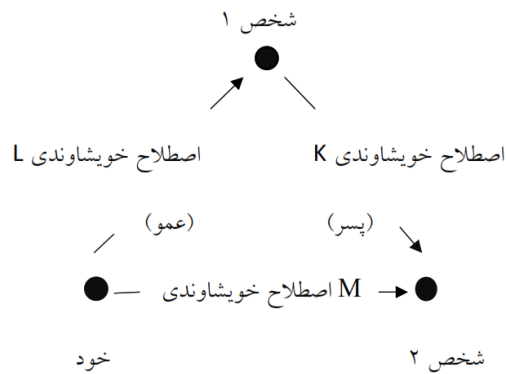 شخص ۱
اصطلاح خویشاوندی K
اصطلاح خویشاوندی L
(پسر)
(عمو)
M اصطلاح خویشاوندی
شخص ۲
خود